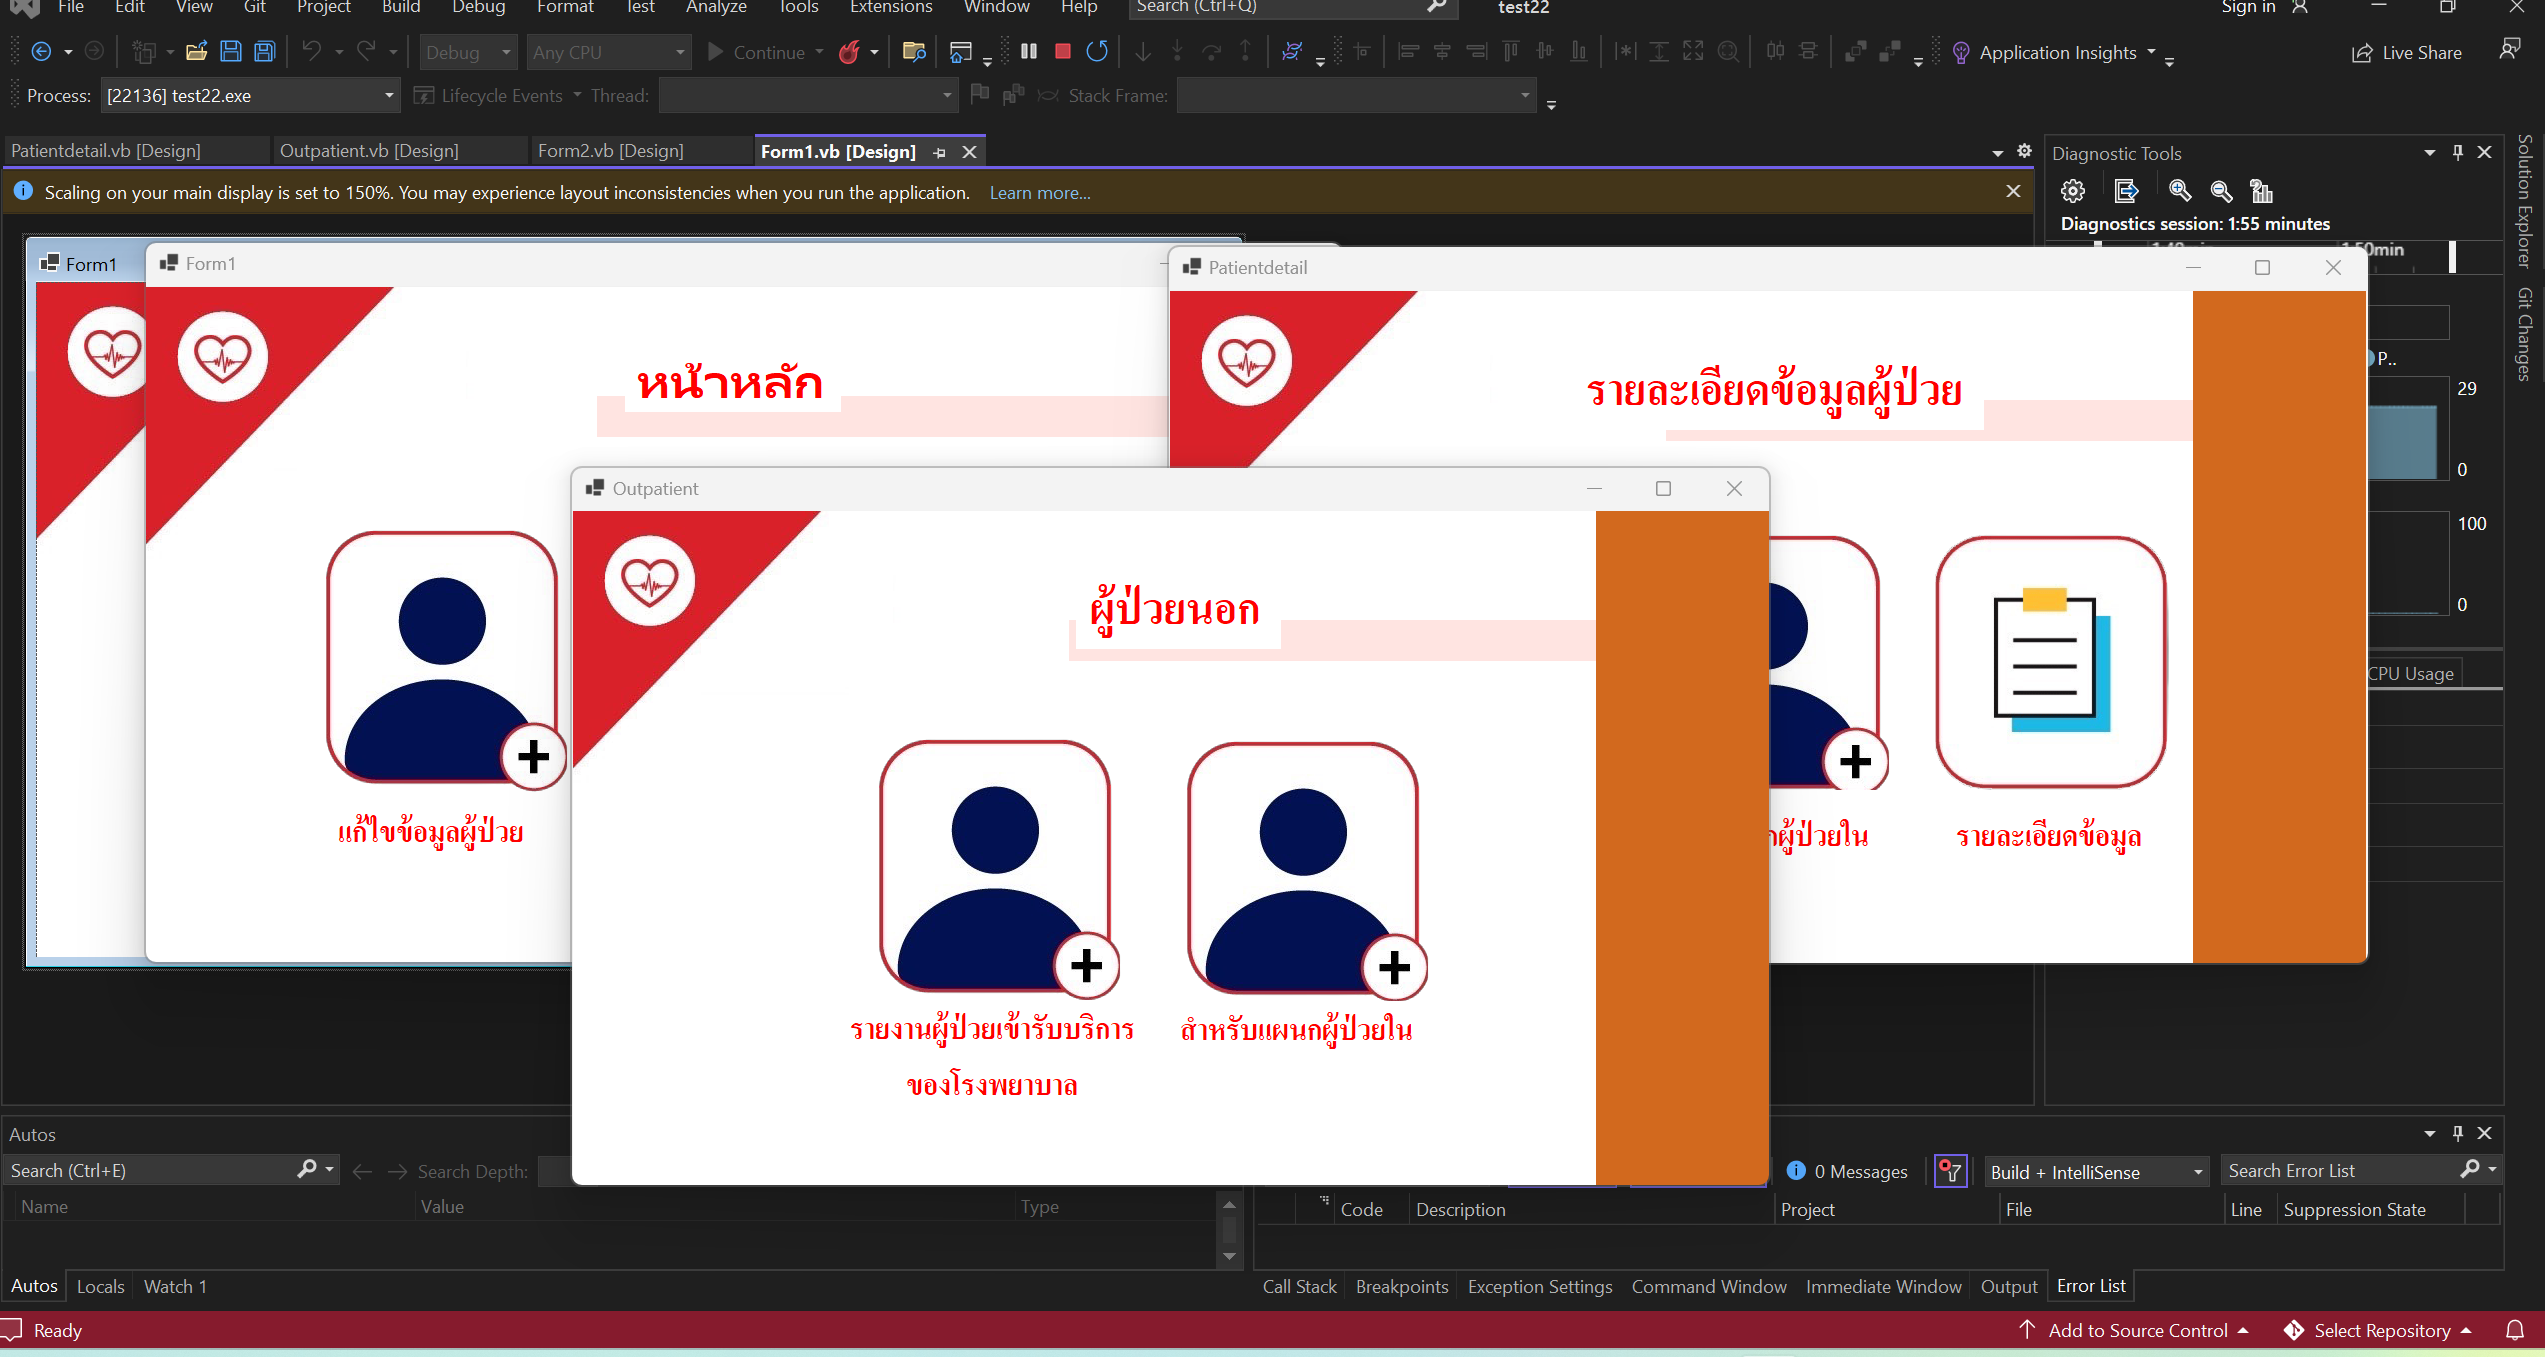 File Edit View Git Project Build Debug Format Test Analyze Tools Extensions Window Help Search (Ctrl+Q) test22 Sign in
Debug Any CPU Continue Application Insights Live Share
Process: [22136] test22.exe Lifecycle Events Thread: Stack Frame:
Patientdetail.vb [Design] Outpatient.vb [Design] Form2.vb [Design] Form1.vb [Design]
Scaling on your main display is set to 150%. You may experience layout inconsistencies when you run the application. Learn more...
Diagnostic Tools
Diagnostics session: 1:55 minutes
Solution Explorer
Git Changes
Form1
Form1
หน้าหลัก
แก้ไขข้อมูลผู้ป่วย
Patientdetail
รายละเอียดข้อมูลผู้ป่วย
กผู้ป่วยใน
รายละเอียดข้อมูล
Outpatient
ผู้ป่วยนอก
รายงานผู้ป่วยเข้ารับบริการ
ของโรงพยาบาล
สำหรับแผนกผู้ป่วยใน
P..
29
0
100
0
CPU Usage
Autos
Search (Ctrl+E) Search Depth:
Name Value Type
Autos Locals Watch 1
0 Messages Build + IntelliSense Search Error List
Code Description Project File Line Suppression State
Call Stack Breakpoints Exception Settings Command Window Immediate Window Output Error List
Ready Add to Source Control Select Repository